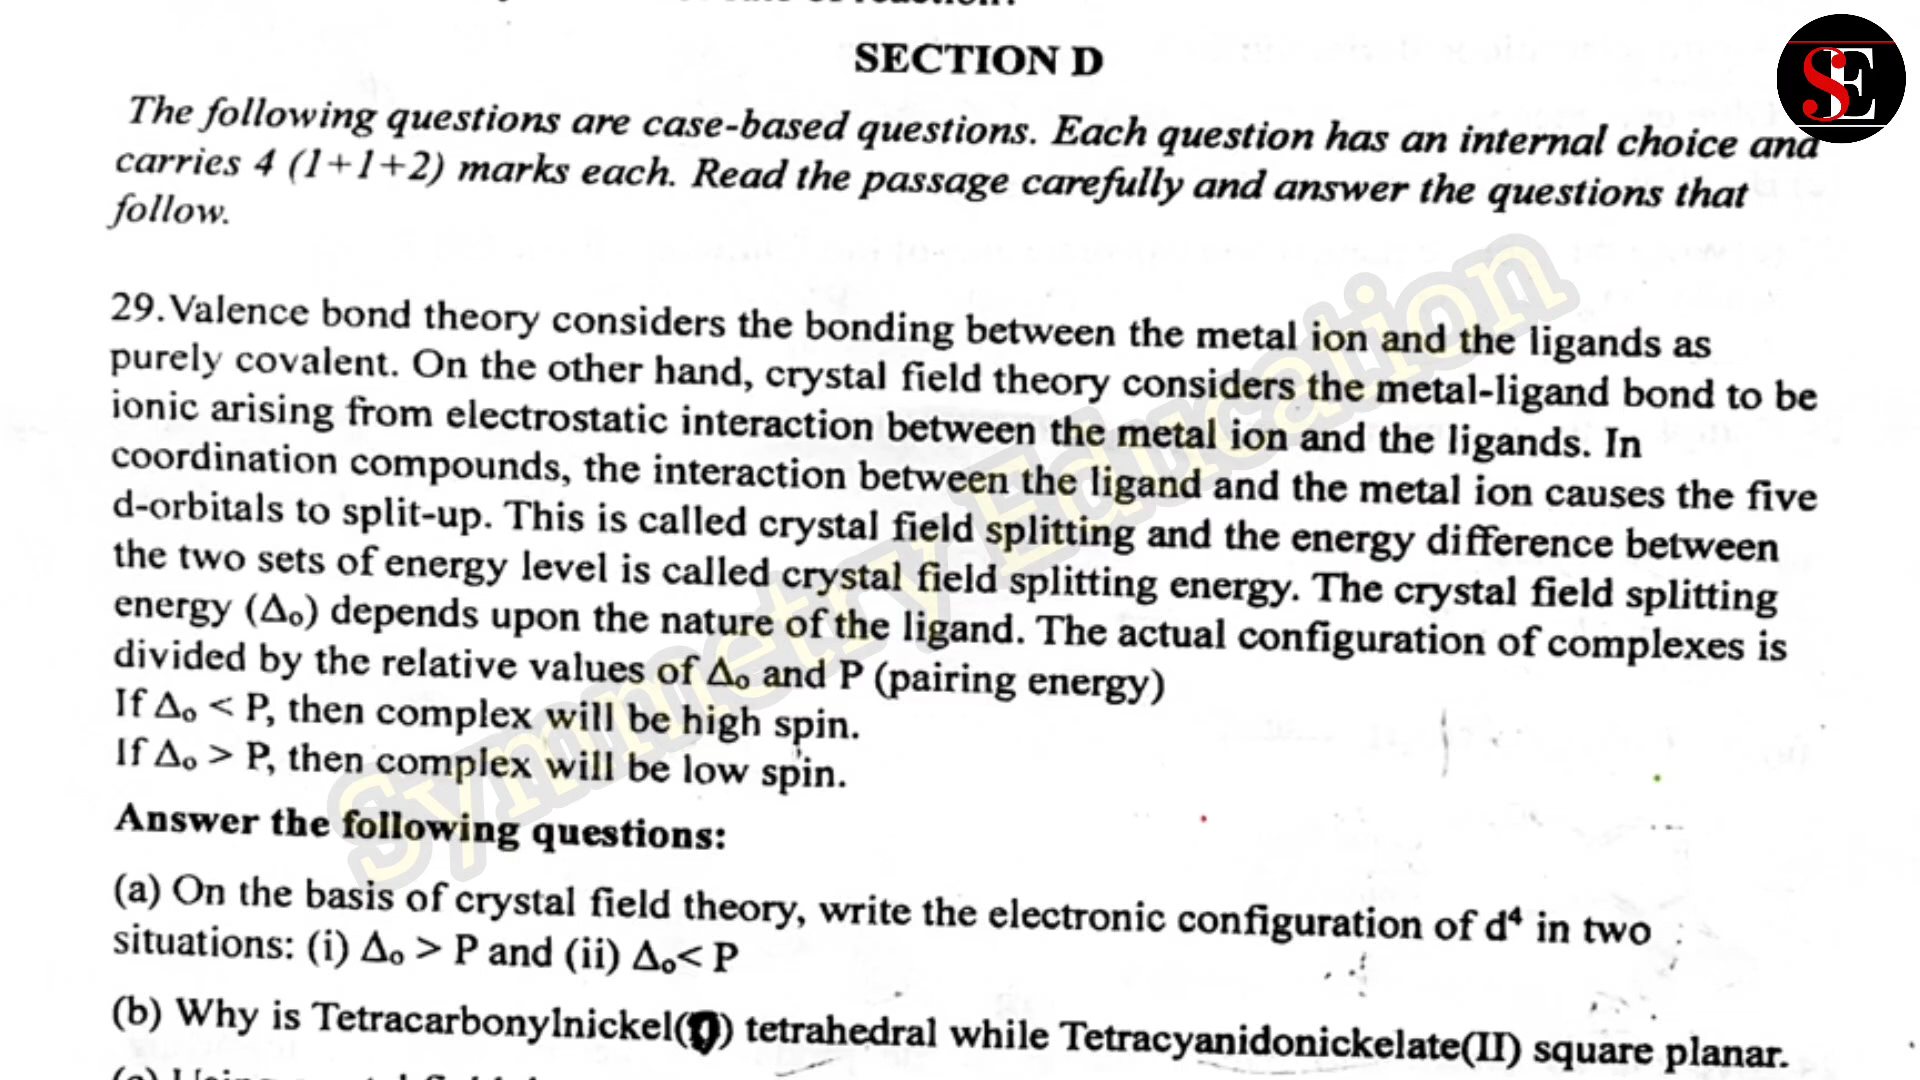 SECTION D
SE
The following questions are case-based questions. Each question has an internal choice and
carries 4 (1+1+2) marks each. Read the passage carefully and answer the questions that
follow.
29. Valence bond theory considers the bonding between the metal ion and the ligands as
purely covalent. On the other hand, crystal field theory considers the metal-ligand bond to be
ionic arising from electrostatic interaction between the metal ion and the ligands. In
coordination compounds, the interaction between the ligand and the metal ion causes the five
d-orbitals to split-up. This is called crystal field splitting and the energy difference between
the two sets of energy level is called crystal field splitting energy. The crystal field splitting
energy (Δₒ) depends upon the nature of the ligand. The actual configuration of complexes is
divided by the relative values of Δₒ and P (pairing energy)
If Δₒ < P, then complex will be high spin.
If Δₒ > P, then complex will be low spin.
Symmetry Education
Answer the following questions:
(a) On the basis of crystal field theory, write the electronic configuration of d⁴ in two
situations: (i) Δₒ > P and (ii) Δₒ< P
(b) Why is Tetracarbonylnickel(0) tetrahedral while Tetracyanidonickelate(II) square planar.